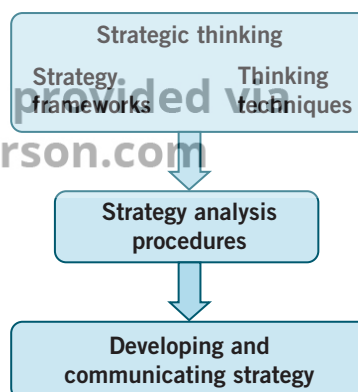 Strategic thinking
Strategy Thinking
frameworks techniques
provided via
rson.com
Strategy analysis
procedures
Developing and
communicating strategy